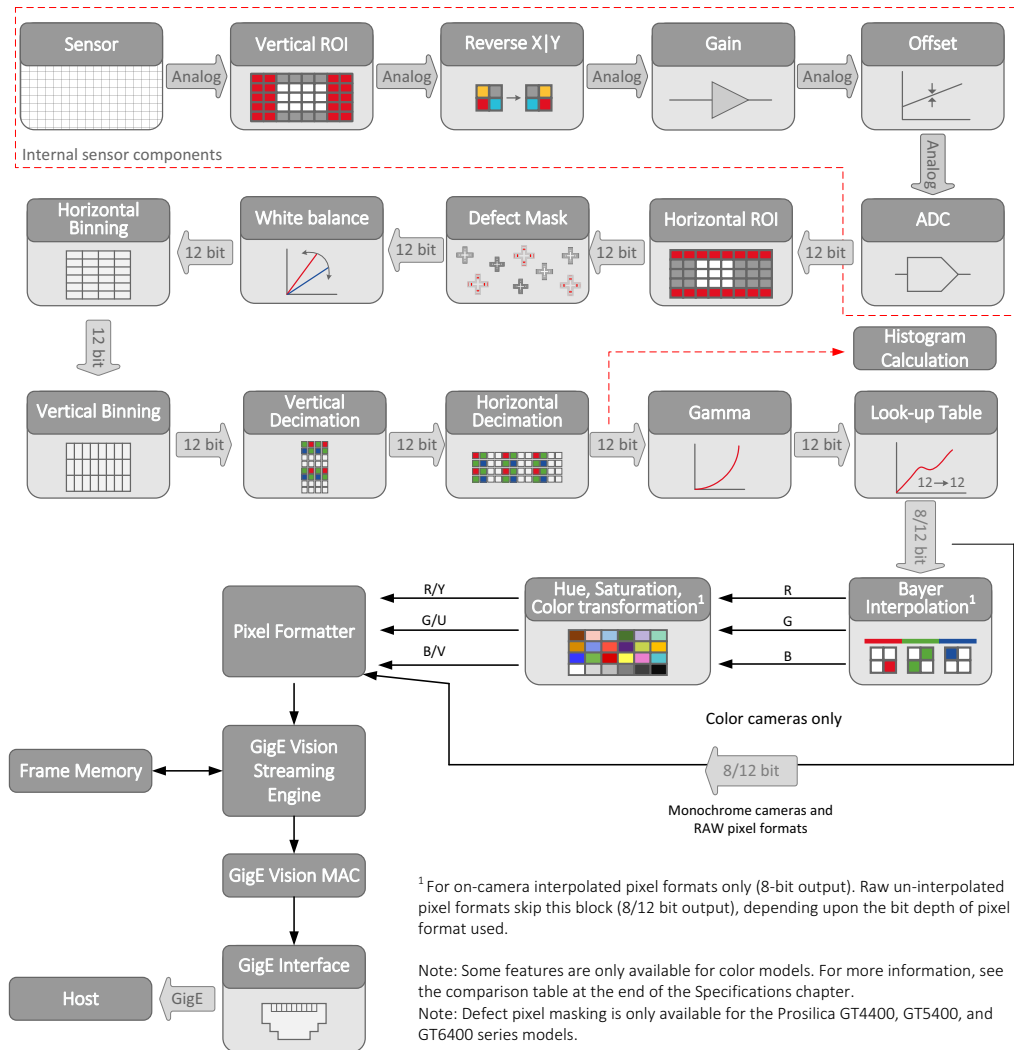 Sensor
Analog
Vertical ROI
Analog
Reverse X|Y
Analog
Gain
Analog
Offset
Internal sensor components
Analog
Horizontal
Binning
12 bit
White balance
12 bit
Defect Mask
12 bit
Horizontal ROI
12 bit
ADC
12 bit
Histogram
Calculation
Vertical Binning
12 bit
Vertical
Decimation
12 bit
Horizontal
Decimation
12 bit
Gamma
12 bit
Look-up Table
12→12
8/12 bit
Pixel Formatter
R/Y
G/U
B/V
Hue, Saturation,
Color transformation¹
R
G
B
Bayer
Interpolation¹
Color cameras only
8/12 bit
Monochrome cameras and
RAW pixel formats
Frame Memory
GigE Vision
Streaming
Engine
GigE Vision MAC
GigE Interface
GigE
Host
¹ For on-camera interpolated pixel formats only (8-bit output). Raw un-interpolated
pixel formats skip this block (8/12 bit output), depending upon the bit depth of pixel
format used.
Note: Some features are only available for color models. For more information, see
the comparison table at the end of the Specifications chapter.
Note: Defect pixel masking is only available for the Prosilica GT4400, GT5400, and
GT6400 series models.